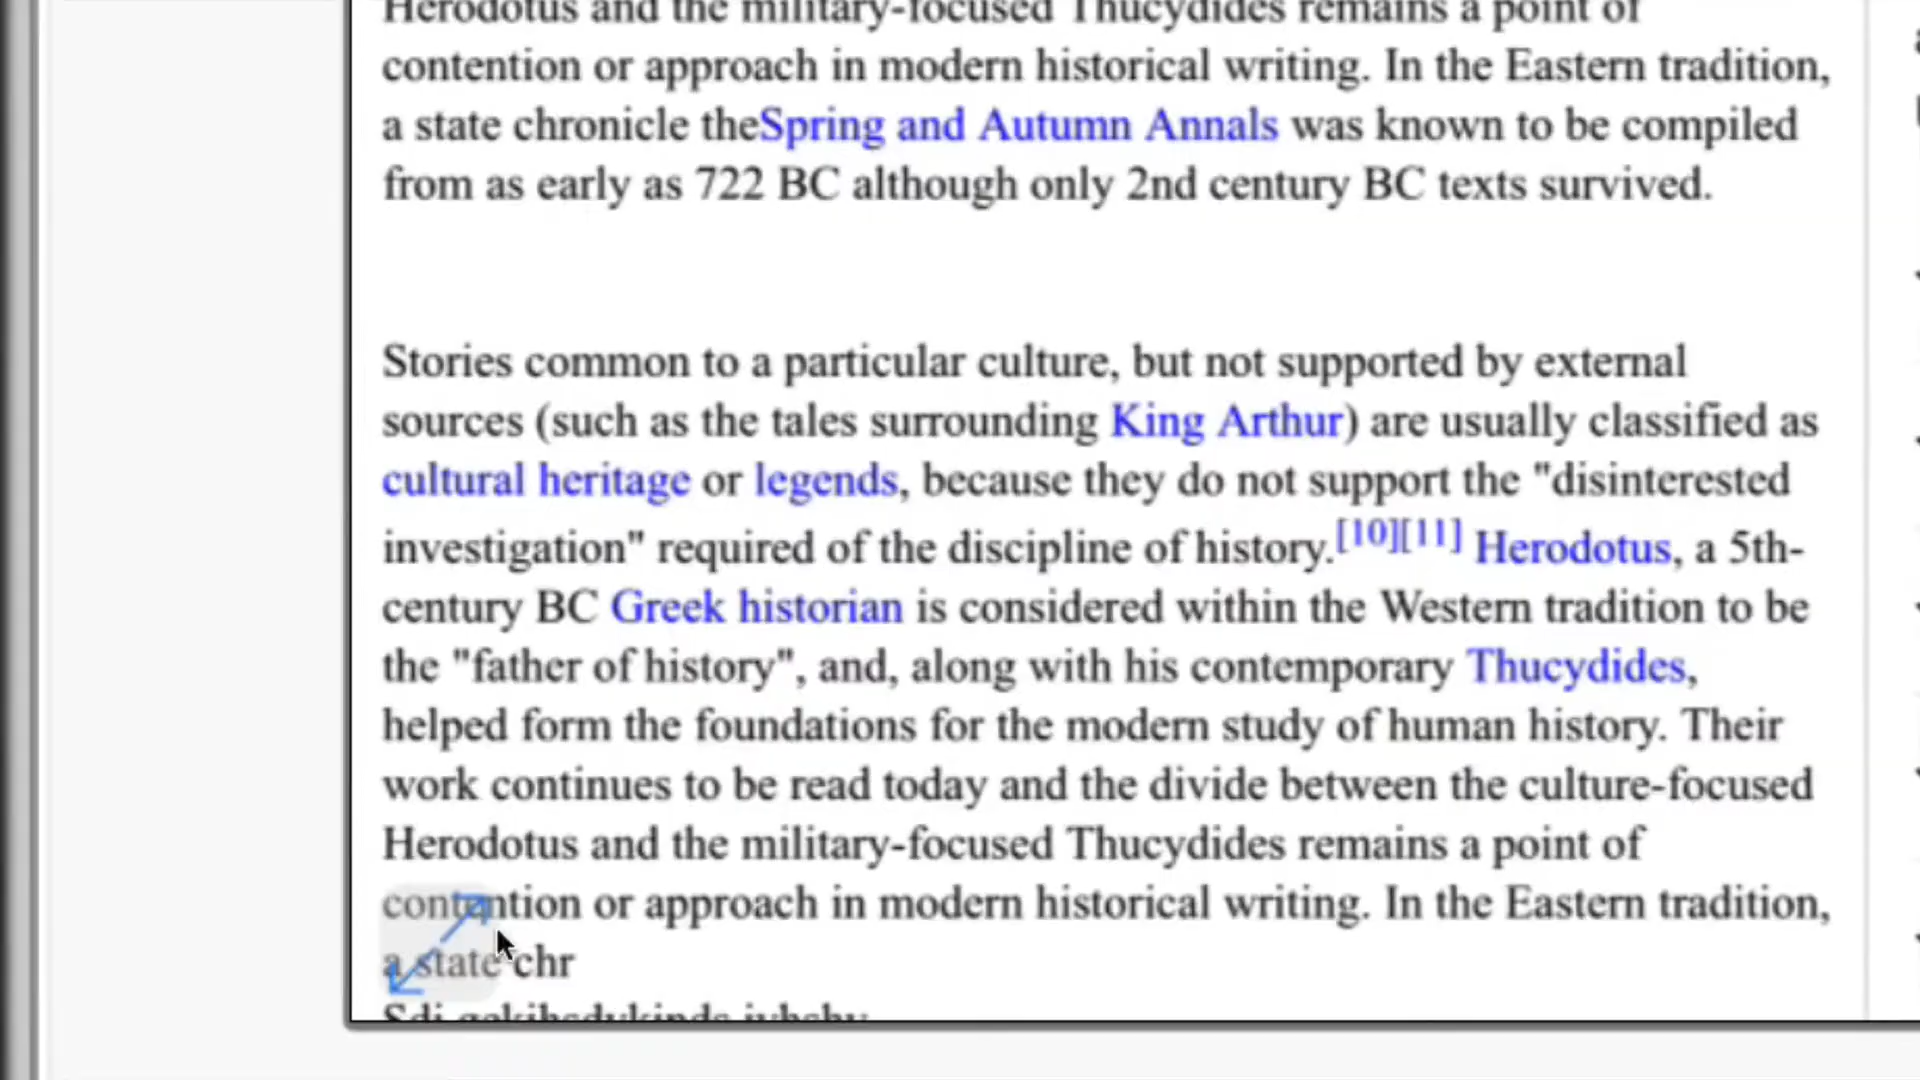 Herodotus and the military-focused Thucydides remains a point of
contention or approach in modern historical writing. In the Eastern tradition,
a state chronicle theSpring and Autumn Annals was known to be compiled
from as early as 722 BC although only 2nd century BC texts survived.
Stories common to a particular culture, but not supported by external
sources (such as the tales surrounding King Arthur) are usually classified as
cultural heritage or legends, because they do not support the "disinterested
investigation" required of the discipline of history.[10][11] Herodotus, a 5th-
century BC Greek historian is considered within the Western tradition to be
the "father of history", and, along with his contemporary Thucydides,
helped form the foundations for the modern study of human history. Their
work continues to be read today and the divide between the culture-focused
Herodotus and the military-focused Thucydides remains a point of
contention or approach in modern historical writing. In the Eastern tradition,
a state chr